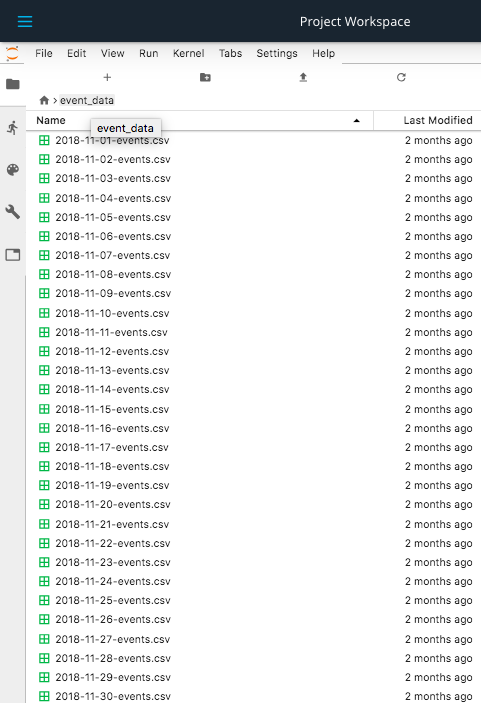 Project Workspace
File Edit View Run Kernel Tabs Settings Help
event_data
Name Last Modified
event_data
2018-11-01-events.csv 2 months ago
2018-11-02-events.csv 2 months ago
2018-11-03-events.csv 2 months ago
2018-11-04-events.csv 2 months ago
2018-11-05-events.csv 2 months ago
2018-11-06-events.csv 2 months ago
2018-11-07-events.csv 2 months ago
2018-11-08-events.csv 2 months ago
2018-11-09-events.csv 2 months ago
2018-11-10-events.csv 2 months ago
2018-11-11-events.csv 2 months ago
2018-11-12-events.csv 2 months ago
2018-11-13-events.csv 2 months ago
2018-11-14-events.csv 2 months ago
2018-11-15-events.csv 2 months ago
2018-11-16-events.csv 2 months ago
2018-11-17-events.csv 2 months ago
2018-11-18-events.csv 2 months ago
2018-11-19-events.csv 2 months ago
2018-11-20-events.csv 2 months ago
2018-11-21-events.csv 2 months ago
2018-11-22-events.csv 2 months ago
2018-11-23-events.csv 2 months ago
2018-11-24-events.csv 2 months ago
2018-11-25-events.csv 2 months ago
2018-11-26-events.csv 2 months ago
2018-11-27-events.csv 2 months ago
2018-11-28-events.csv 2 months ago
2018-11-29-events.csv 2 months ago
2018-11-30-events.csv 2 months ago